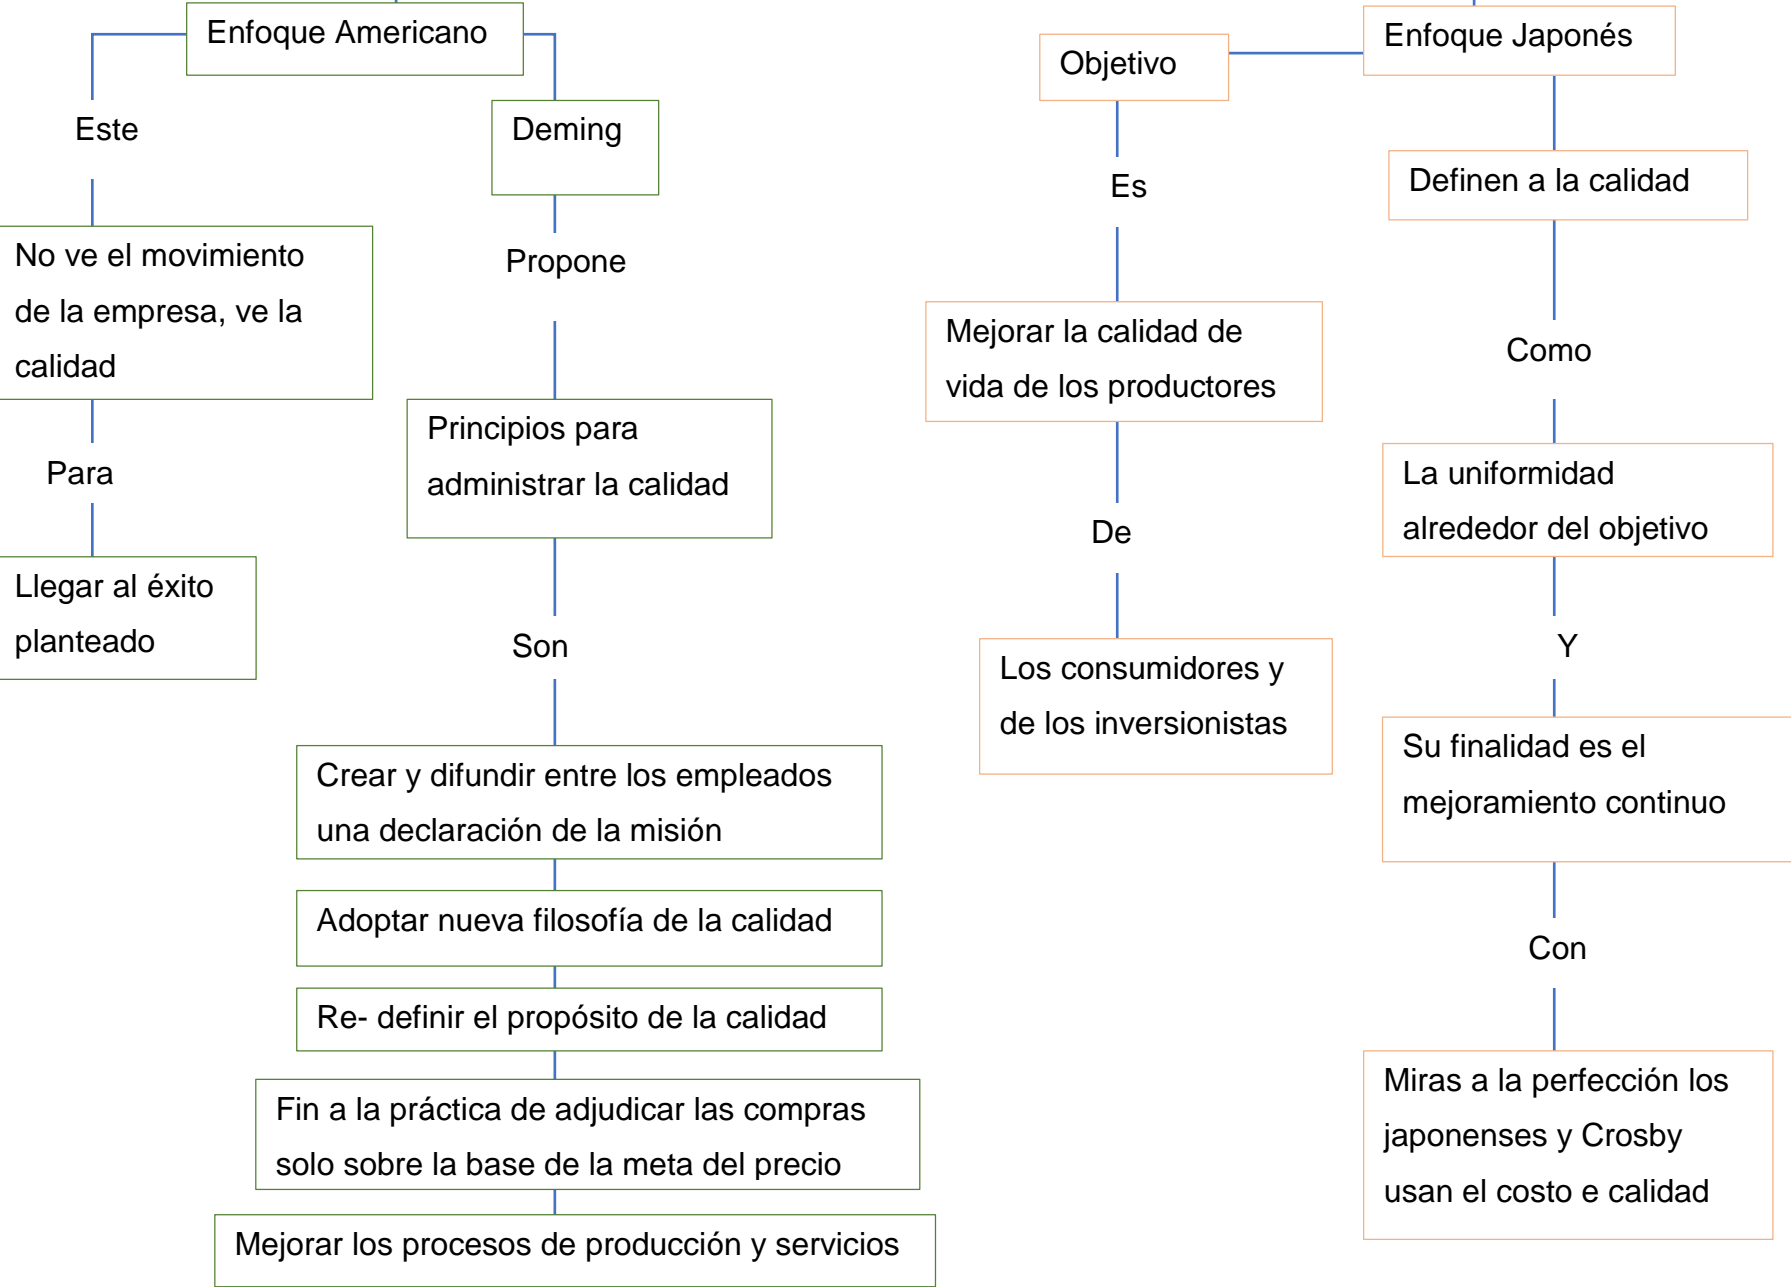 Enfoque Americano
Este
No ve el movimiento
de la empresa, ve la
calidad
Para
Llegar al éxito
planteado
Deming
Propone
Principios para
administrar la calidad
Son
Crear y difundir entre los empleados
una declaración de la misión
Adoptar nueva filosofía de la calidad
Re- definir el propósito de la calidad
Fin a la práctica de adjudicar las compras
solo sobre la base de la meta del precio
Mejorar los procesos de producción y servicios
Enfoque Japonés
Objetivo
Es
Mejorar la calidad de
vida de los productores
De
Los consumidores y
de los inversionistas
Definen a la calidad
Como
La uniformidad
alrededor del objetivo
Y
Su finalidad es el
mejoramiento continuo
Con
Miras a la perfección los
japonenses y Crosby
usan el costo e calidad